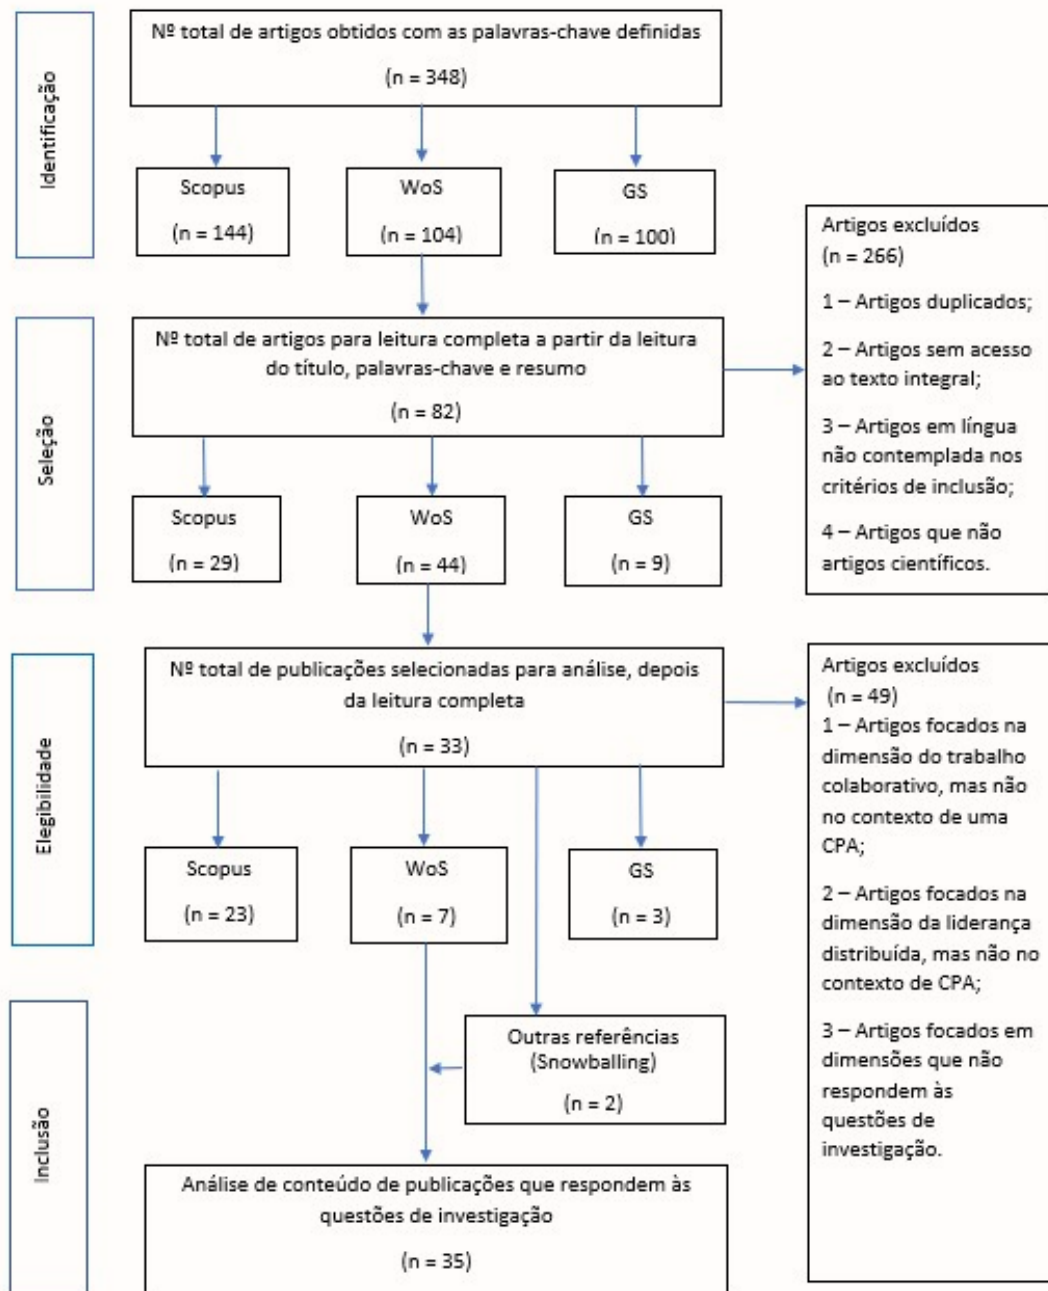 Identificação
Nº total de artigos obtidos com as palavras-chave definidas
(n = 348)
Scopus
(n = 144)
WoS
(n = 104)
GS
(n = 100)
Artigos excluídos
(n = 266)
1 – Artigos duplicados;
2 – Artigos sem acesso
ao texto integral;
3 – Artigos em língua
não contemplada nos
critérios de inclusão;
4 – Artigos que não
artigos científicos.
Seleção
Nº total de artigos para leitura completa a partir da leitura
do título, palavras-chave e resumo
(n = 82)
Scopus
(n = 29)
WoS
(n = 44)
GS
(n = 9)
Elegibilidade
Nº total de publicações selecionadas para análise, depois
da leitura completa
(n = 33)
Scopus
(n = 23)
WoS
(n = 7)
GS
(n = 3)
Artigos excluídos
(n = 49)
1 – Artigos focados na
dimensão do trabalho
colaborativo, mas não
no contexto de uma
CPA;
2 – Artigos focados na
dimensão da liderança
distribuída, mas não no
contexto de CPA;
3 – Artigos focados em
dimensões que não
respondem às
questões de
investigação.
Inclusão
Outras referências
(Snowballing)
(n = 2)
Análise de conteúdo de publicações que respondem às
questões de investigação
(n = 35)